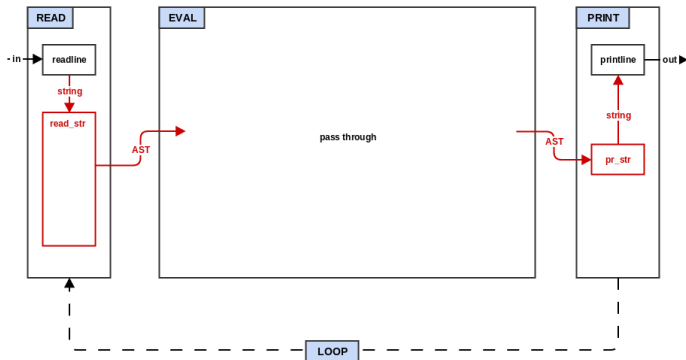 READ
EVAL
PRINT
- in
readline
printline
out
string
read_str
string
AST
pass through
AST
pr_str
LOOP